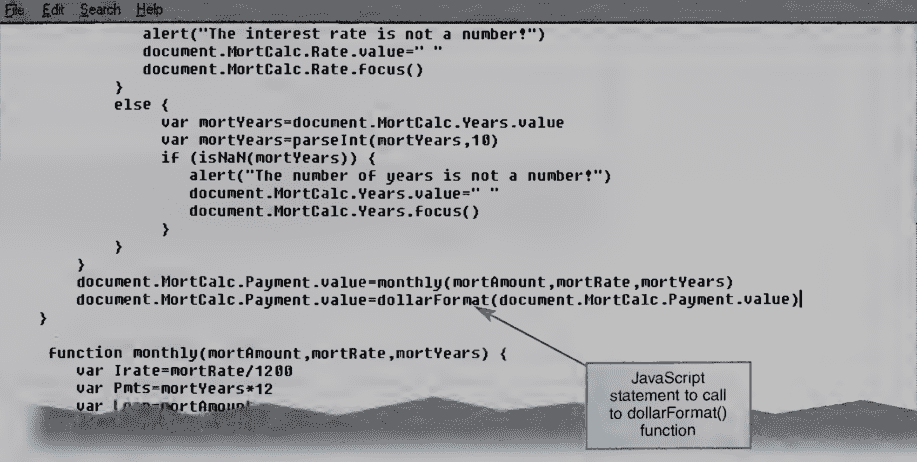 File Edit Search Help
alert("The interest rate is not a number!")
document.MortCalc.Rate.value=" "
document.MortCalc.Rate.focus()
}
else {
var mortYears=document.MortCalc.Years.value
var mortYears=parseInt(mortYears,10)
if (isNaN(mortYears)) {
alert("The number of years is not a number!")
document.MortCalc.Years.value=" "
document.MortCalc.Years.focus()
}
}
}
document.MortCalc.Payment.value=monthly(mortAmount,mortRate,mortYears)
document.MortCalc.Payment.value=dollarFormat(document.MortCalc.Payment.value)
}
function monthly(mortAmount,mortRate,mortYears) {
var Irate=mortRate/1200
var Pmts=mortYears*12
var =mortAmount
JavaScript
statement to call
to dollarFormat()
function